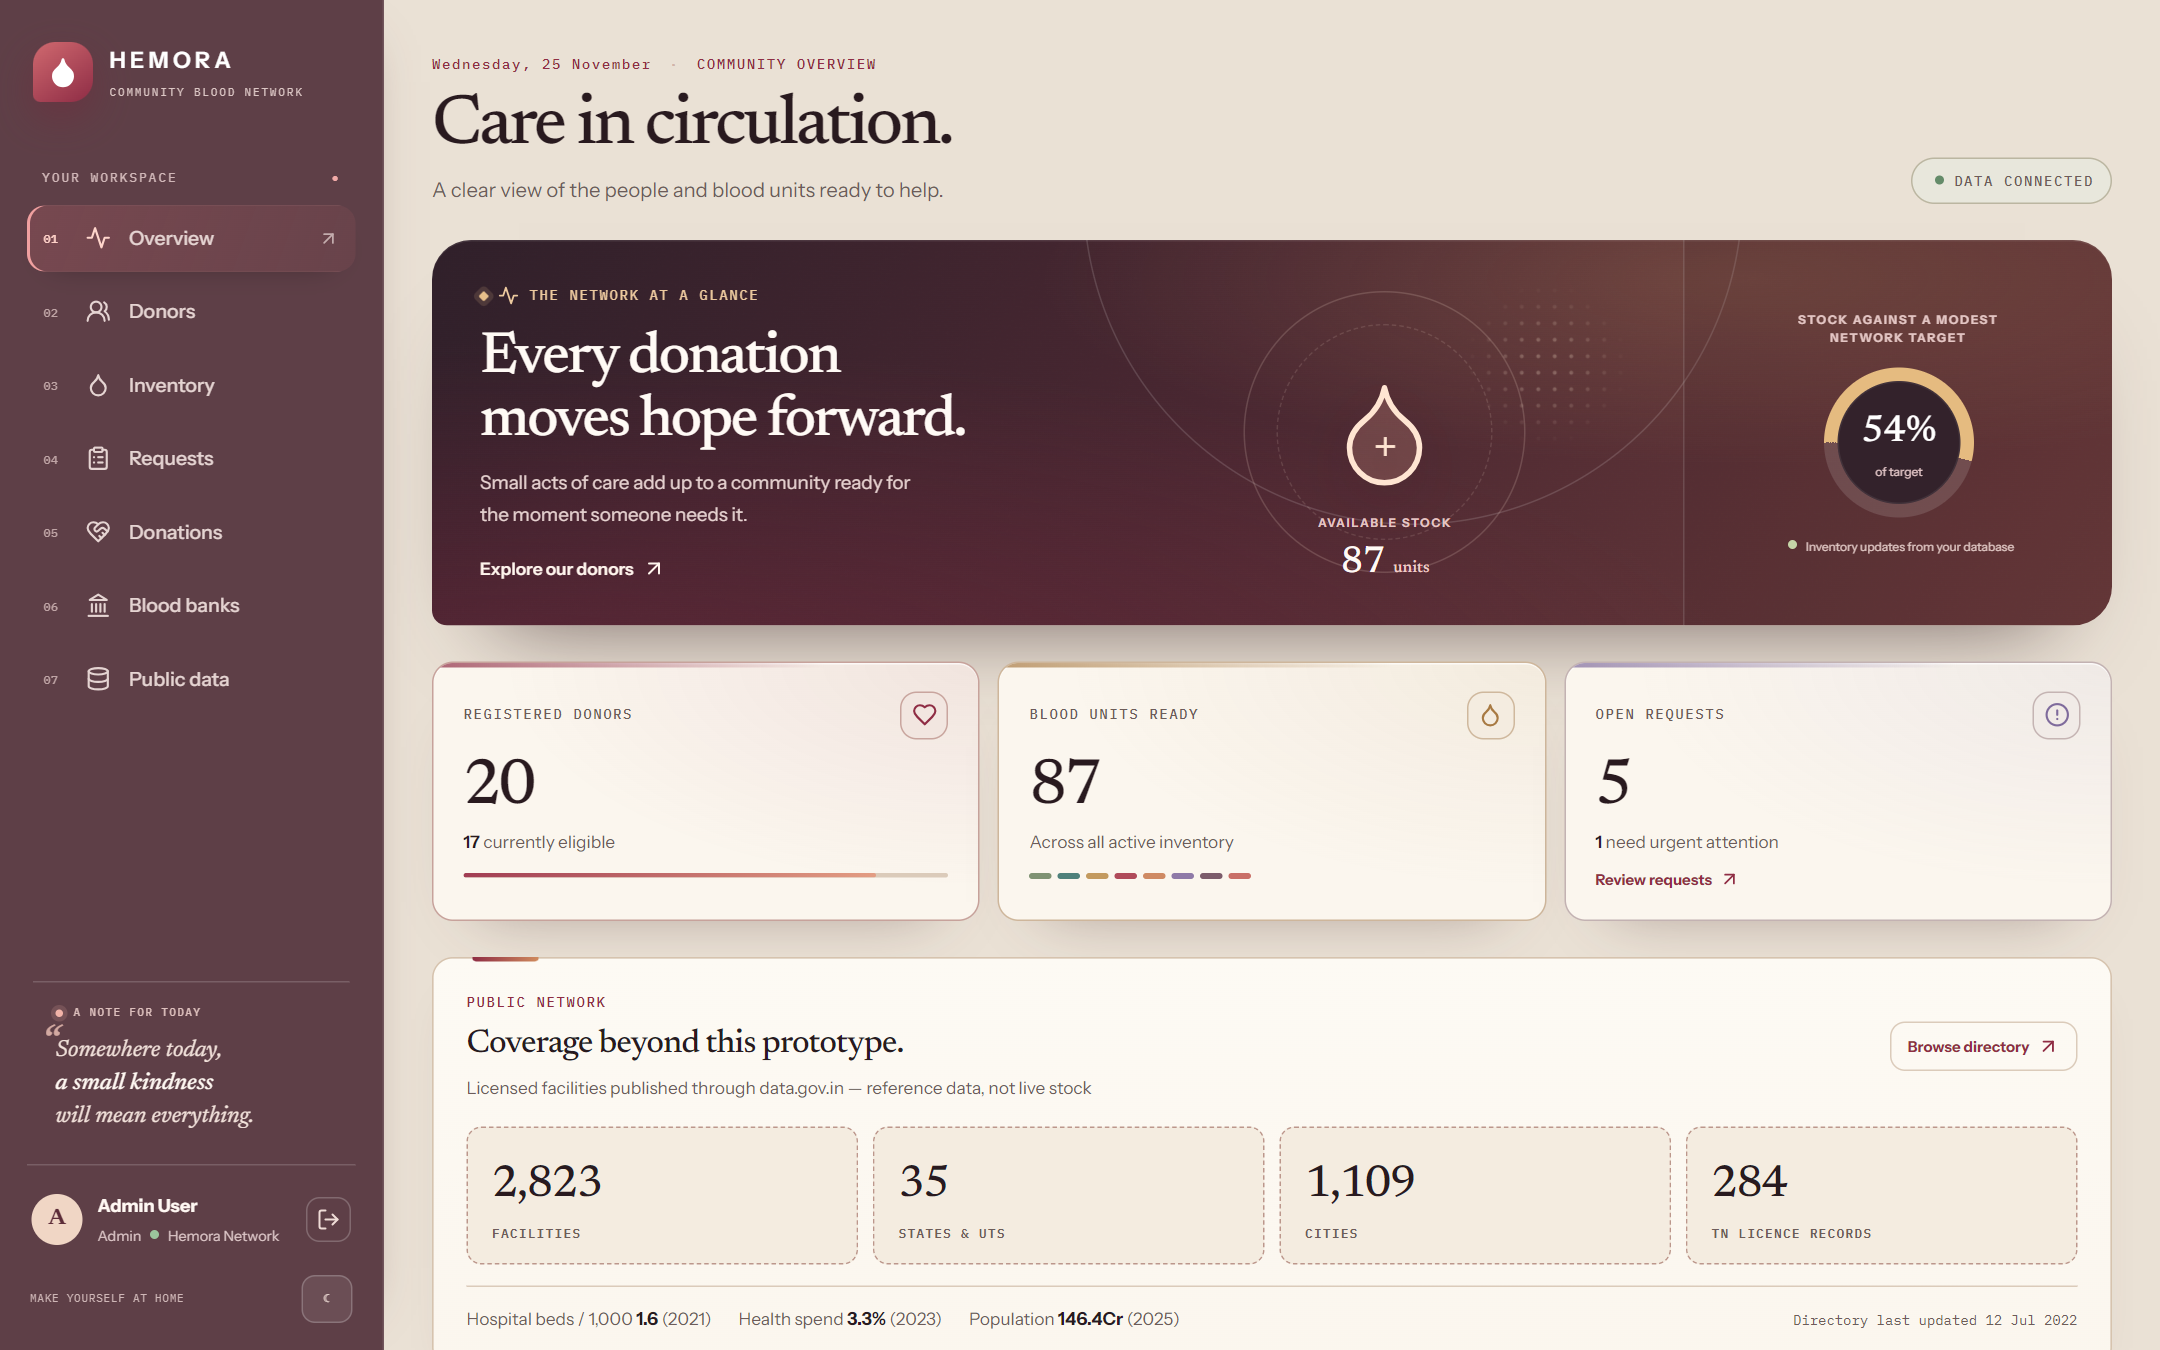 HEMORA
COMMUNITY BLOOD NETWORK
YOUR WORKSPACE
01 Overview
02 Donors
03 Inventory
04 Requests
05 Donations
06 Blood banks
07 Public data
A NOTE FOR TODAY
“
Somewhere today,
a small kindness
will mean everything.
A
Admin User
Admin Hemora Network
MAKE YOURSELF AT HOME
Wednesday, 25 November · COMMUNITY OVERVIEW
Care in circulation.
A clear view of the people and blood units ready to help.
DATA CONNECTED
THE NETWORK AT A GLANCE
Every donation
moves hope forward.
Small acts of care add up to a community ready for
the moment someone needs it.
Explore our donors
AVAILABLE STOCK
87 units
STOCK AGAINST A MODEST
NETWORK TARGET
54%
of target
Inventory updates from your database
REGISTERED DONORS
20
17 currently eligible
BLOOD UNITS READY
87
Across all active inventory
OPEN REQUESTS
5
1 need urgent attention
Review requests
PUBLIC NETWORK
Coverage beyond this prototype.
Licensed facilities published through data.gov.in — reference data, not live stock
Browse directory
2,823
FACILITIES
35
STATES & UTS
1,109
CITIES
284
TN LICENCE RECORDS
Hospital beds / 1,000 1.6 (2021) Health spend 3.3% (2023) Population 146.4Cr (2025)
Directory last updated 12 Jul 2022